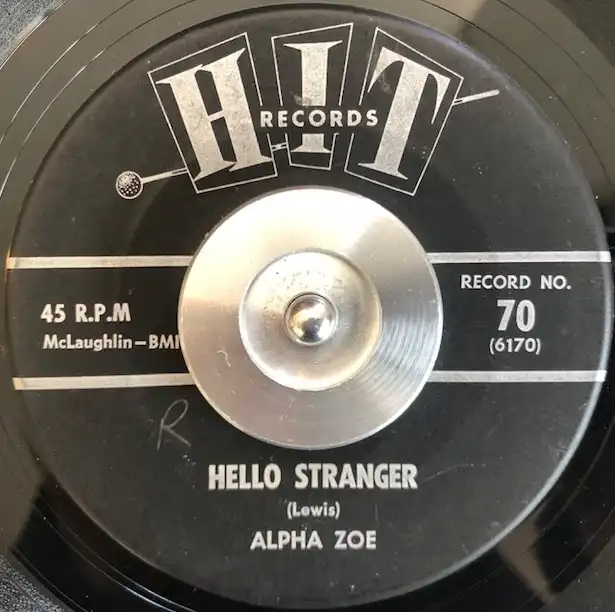 HIT
RECORDS
45 R.P.M
McLaughlin—BMI
RECORD NO.
70
(6170)
R
HELLO STRANGER
(Lewis)
ALPHA ZOE